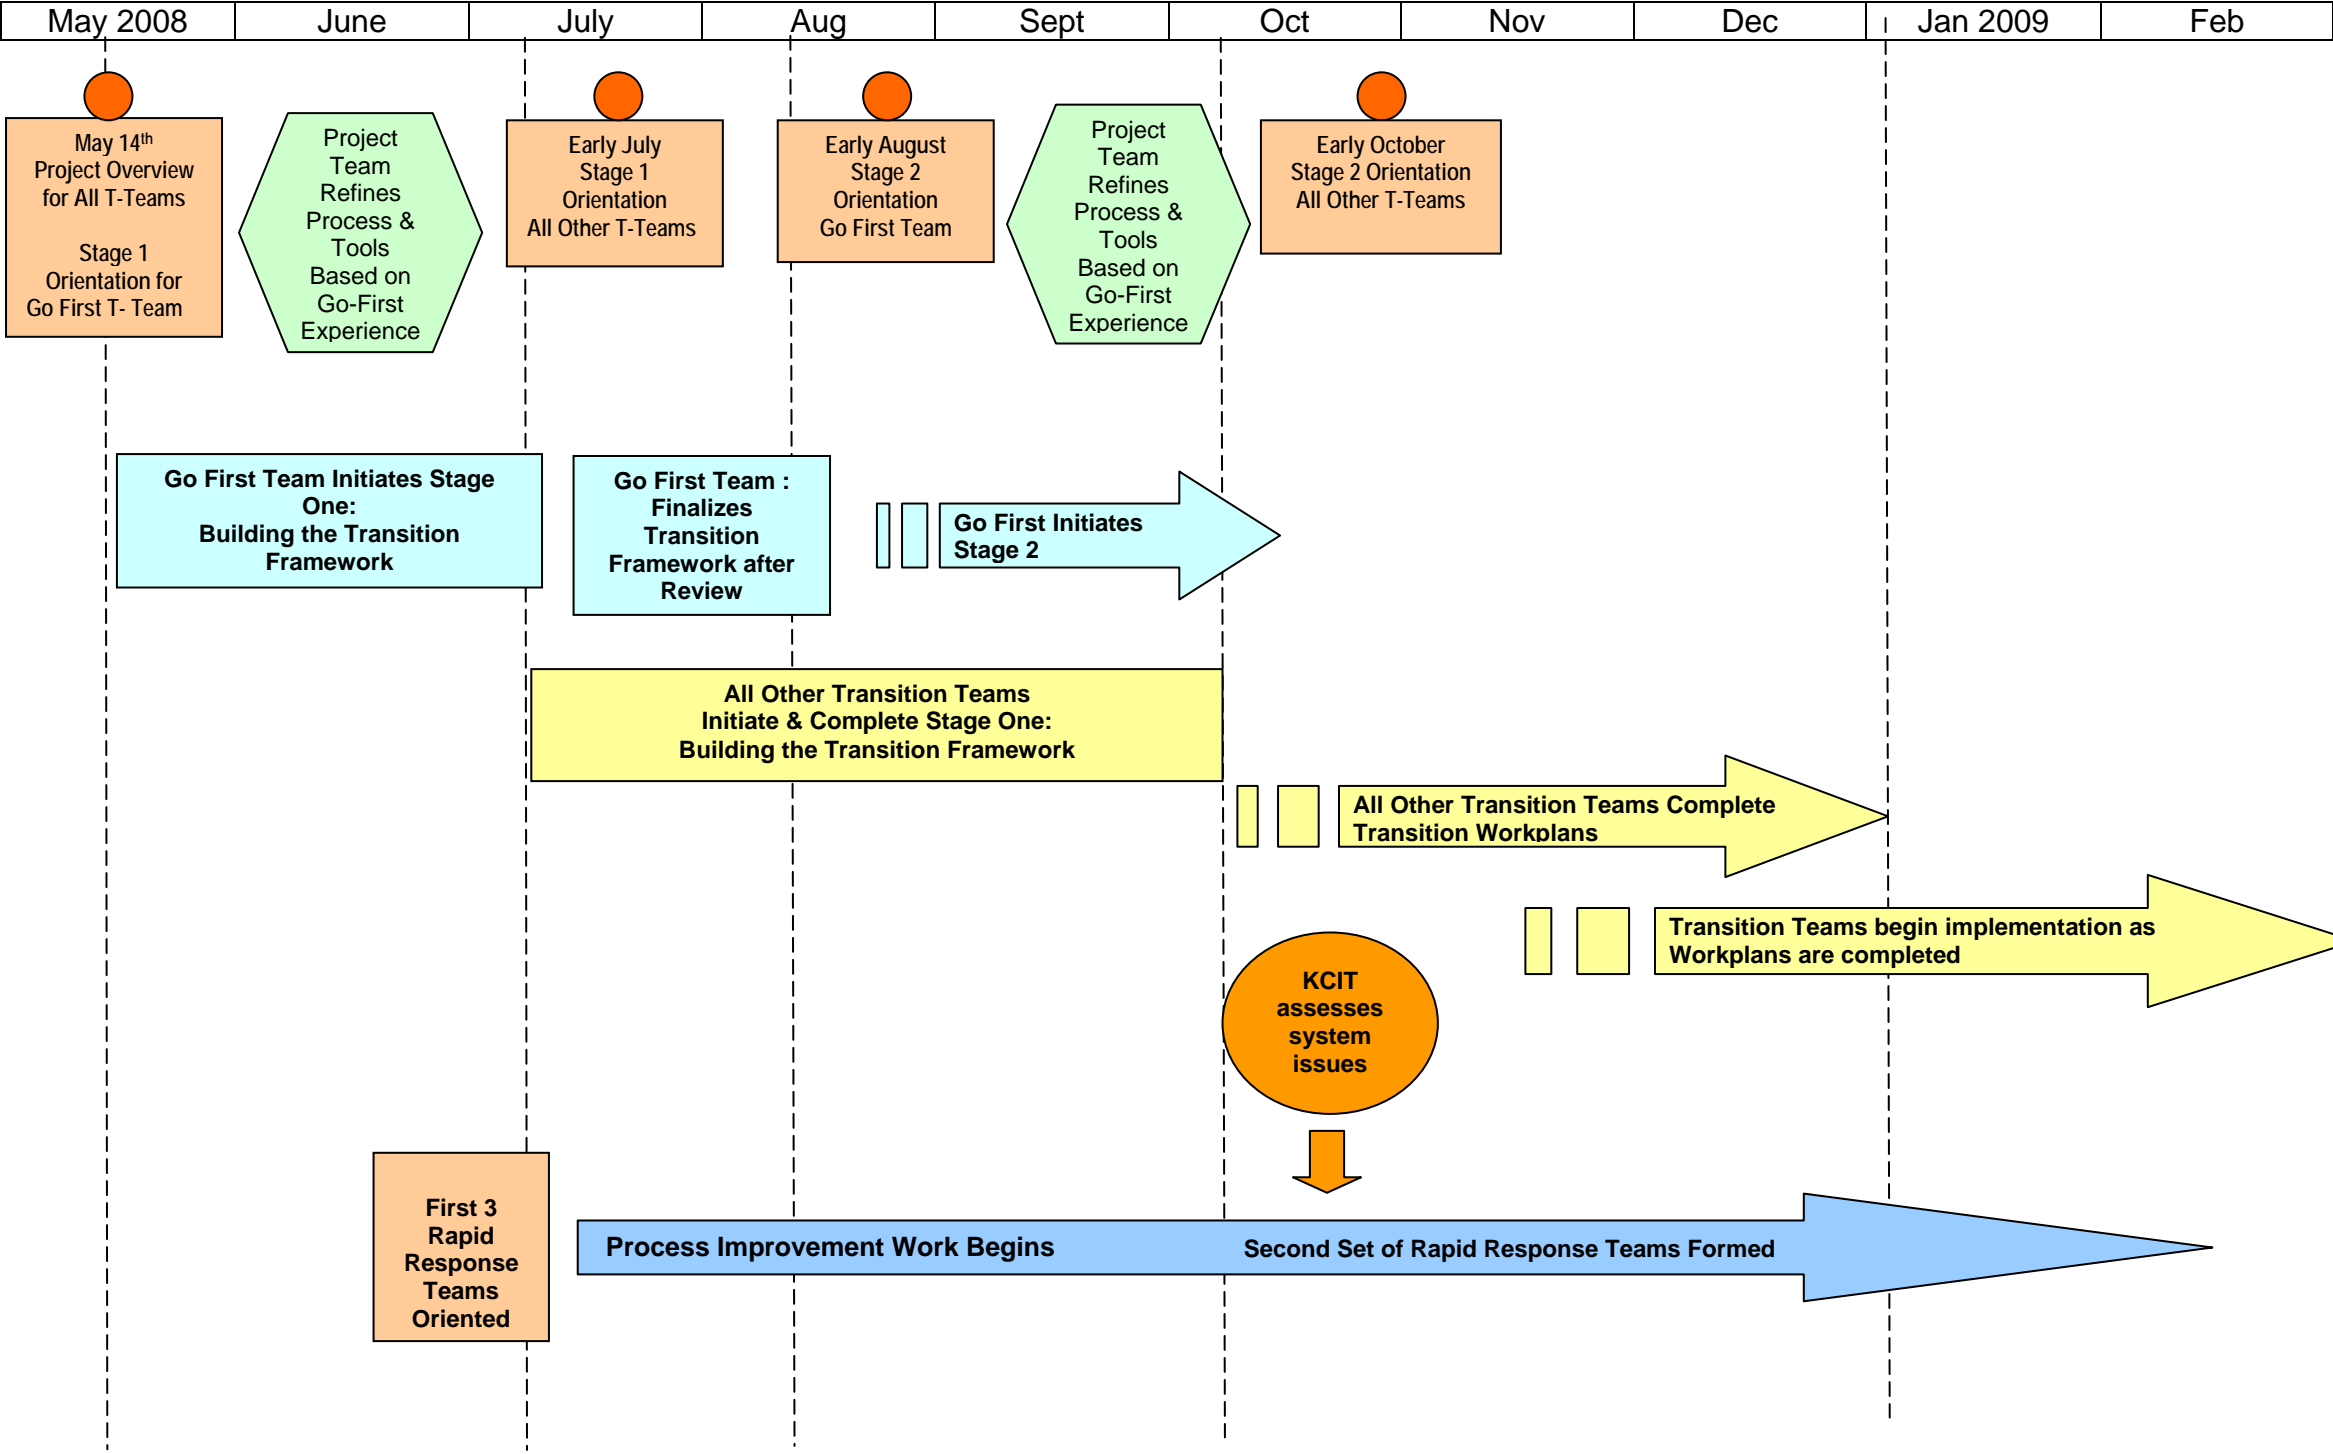 May 2008
June
July
Aug
Sept
Oct
Nov
Dec
Jan 2009
Feb
May 14th
Project Overview
for All T-Teams
Stage 1
Orientation for
Go First T- Team
Project
Team
Refines
Process &
Tools
Based on
Go-First
Experience
Early July
Stage 1
Orientation
All Other T-Teams
Early August
Stage 2
Orientation
Go First Team
Project
Team
Refines
Process &
Tools
Based on
Go-First
Experience
Early October
Stage 2 Orientation
All Other T-Teams
Go First Team Initiates Stage
One:
Building the Transition
Framework
Go First Team :
Finalizes
Transition
Framework after
Review
Go First Initiates
Stage 2
All Other Transition Teams
Initiate & Complete Stage One:
Building the Transition Framework
All Other Transition Teams Complete
Transition Workplans
Transition Teams begin implementation as
Workplans are completed
KCIT
assesses
system
issues
First 3
Rapid
Response
Teams
Oriented
Process Improvement Work Begins
Second Set of Rapid Response Teams Formed